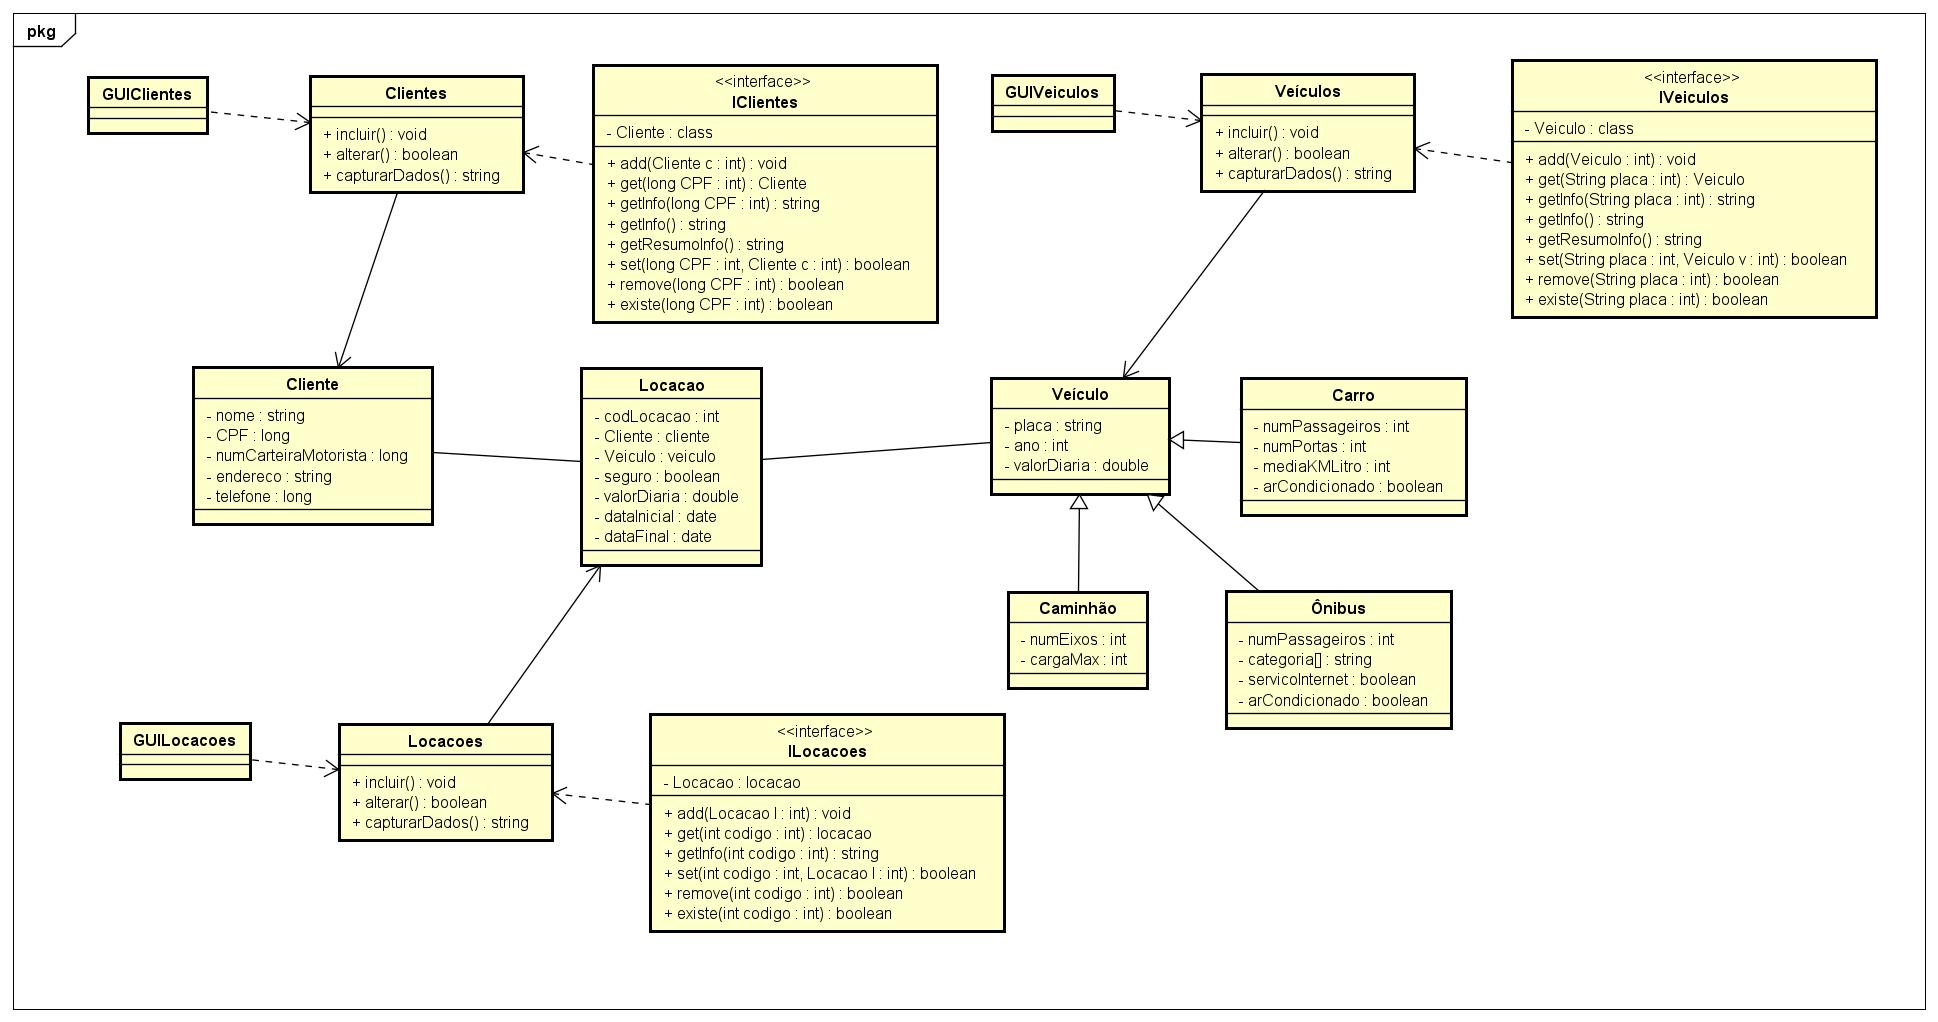 pkg
GUIClientes
Clientes
+ incluir() : void
+ alterar() : boolean
+ capturarDados() : string
<<interface>>
IClientes
- Cliente : class
+ add(Cliente c : int) : void
+ get(long CPF : int) : Cliente
+ getInfo(long CPF : int) : string
+ getInfo() : string
+ getResumoInfo() : string
+ set(long CPF : int, Cliente c : int) : boolean
+ remove(long CPF : int) : boolean
+ existe(long CPF : int) : boolean
GUIVeiculos
Veículos
+ incluir() : void
+ alterar() : boolean
+ capturarDados() : string
<<interface>>
IVeiculos
- Veiculo : class
+ add(Veiculo : int) : void
+ get(String placa : int) : Veiculo
+ getInfo(String placa : int) : string
+ getInfo() : string
+ getResumoInfo() : string
+ set(String placa : int, Veiculo v : int) : boolean
+ remove(String placa : int) : boolean
+ existe(String placa : int) : boolean
Cliente
- nome : string
- CPF : long
- numCarteiraMotorista : long
- endereco : string
- telefone : long
Locacao
- codLocacao : int
- Cliente : cliente
- Veiculo : veiculo
- seguro : boolean
- valorDiaria : double
- dataInicial : date
- dataFinal : date
Veículo
- placa : string
- ano : int
- valorDiaria : double
Carro
- numPassageiros : int
- numPortas : int
- mediaKMLitro : int
- arCondicionado : boolean
Caminhão
- numEixos : int
- cargaMax : int
Ônibus
- numPassageiros : int
- categoria[] : string
- servicoInternet : boolean
- arCondicionado : boolean
GUILocacoes
Locacoes
+ incluir() : void
+ alterar() : boolean
+ capturarDados() : string
<<interface>>
ILocacoes
- Locacao : locacao
+ add(Locacao l : int) : void
+ get(int codigo : int) : locacao
+ getInfo(int codigo : int) : string
+ set(int codigo : int, Locacao l : int) : boolean
+ remove(int codigo : int) : boolean
+ existe(int codigo : int) : boolean